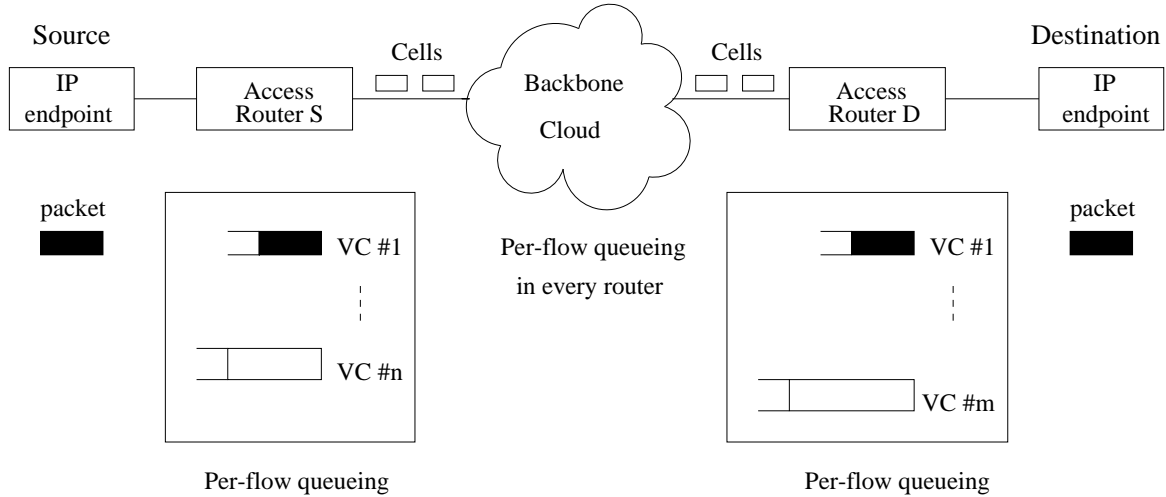 Source
IP
endpoint
Access
Router S
Cells
Backbone
Cloud
Cells
Access
Router D
Destination
IP
endpoint
packet
VC #1
VC #n
Per-flow queueing
Per-flow queueing
in every router
VC #1
VC #m
Per-flow queueing
packet